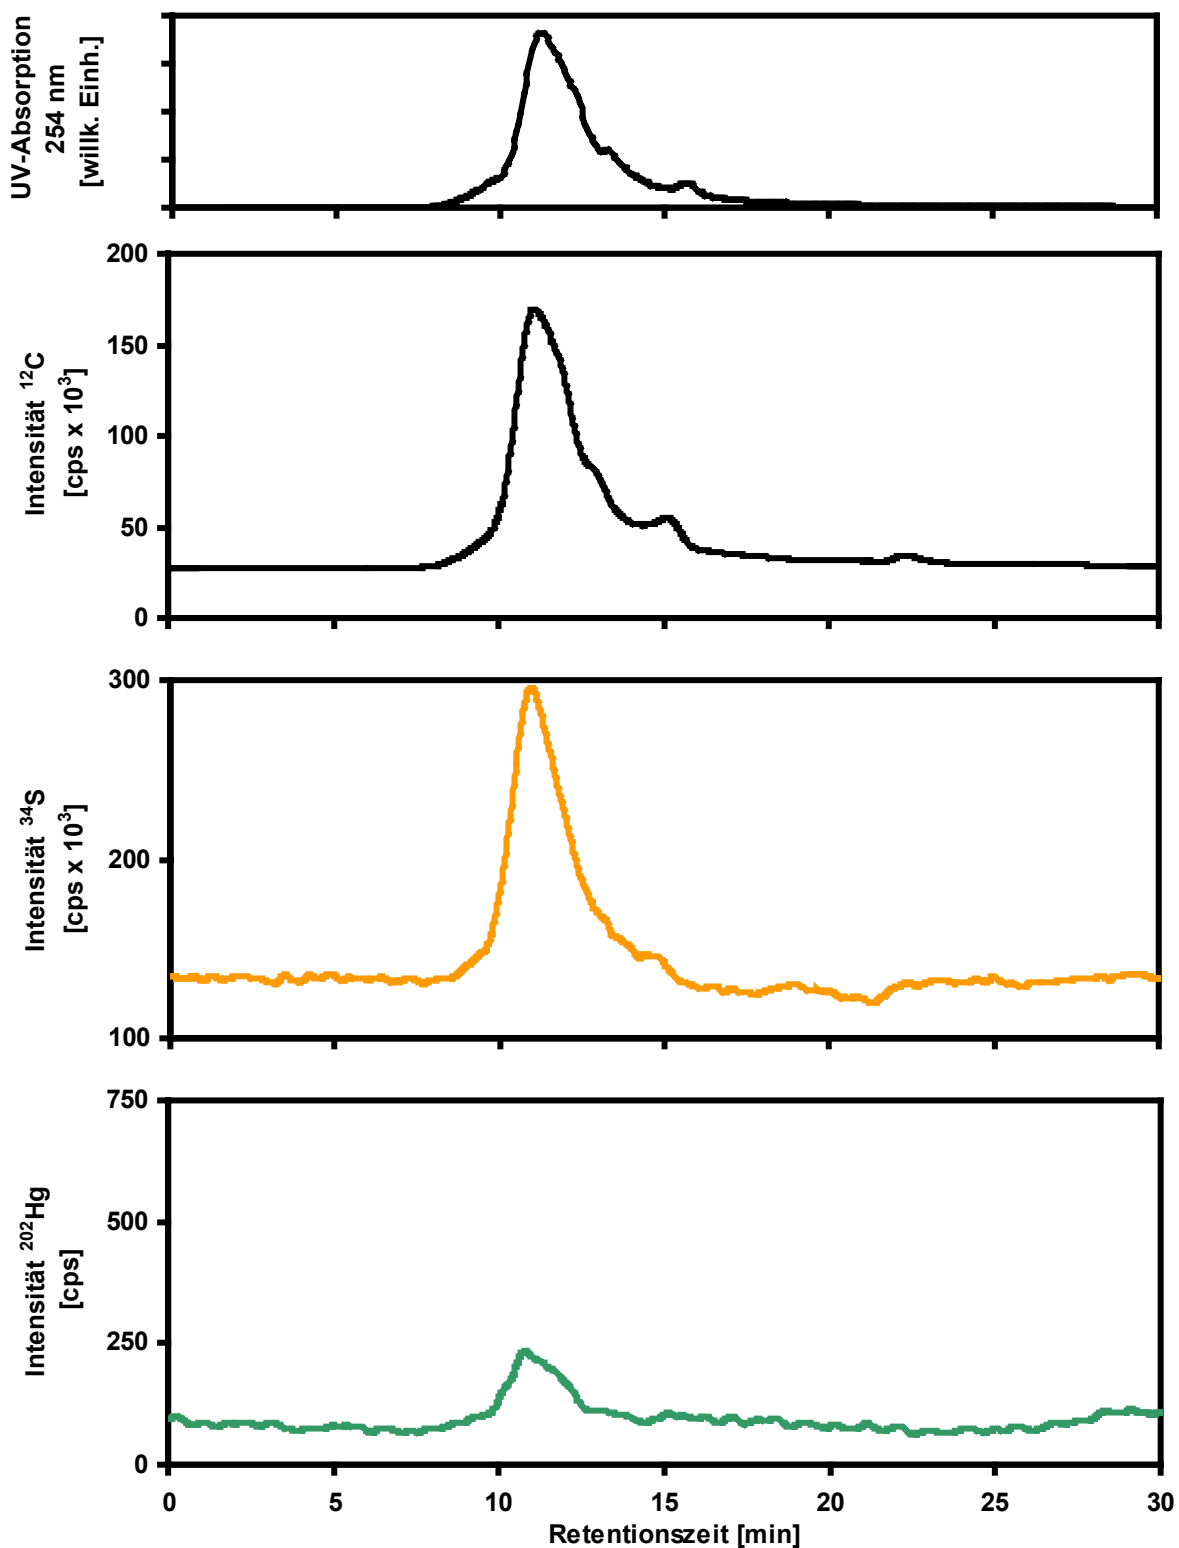 UV-Absorption
254 nm
[willk. Einh.]
200
150
100
50
0
Intensität ¹²C
[cps x 10³]
300
200
100
Intensität ³⁴S
[cps x 10³]
750
500
250
0
Intensität ²⁰²Hg
[cps]
0 5 10 15 20 25 30
Retentionszeit [min]